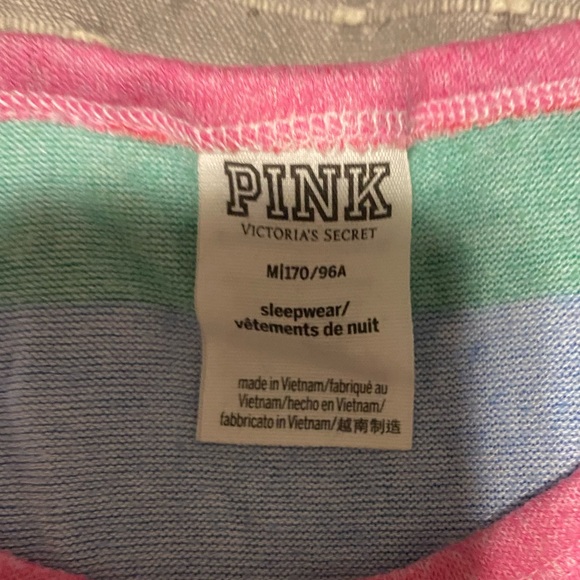 PINK
VICTORIA'S SECRET
M|170/96A
sleepwear/
vêtements de nuit
made in Vietnam/fabriqué au
Vietnam/hecho en Vietnam/
fabbricato in Vietnam/越南制造